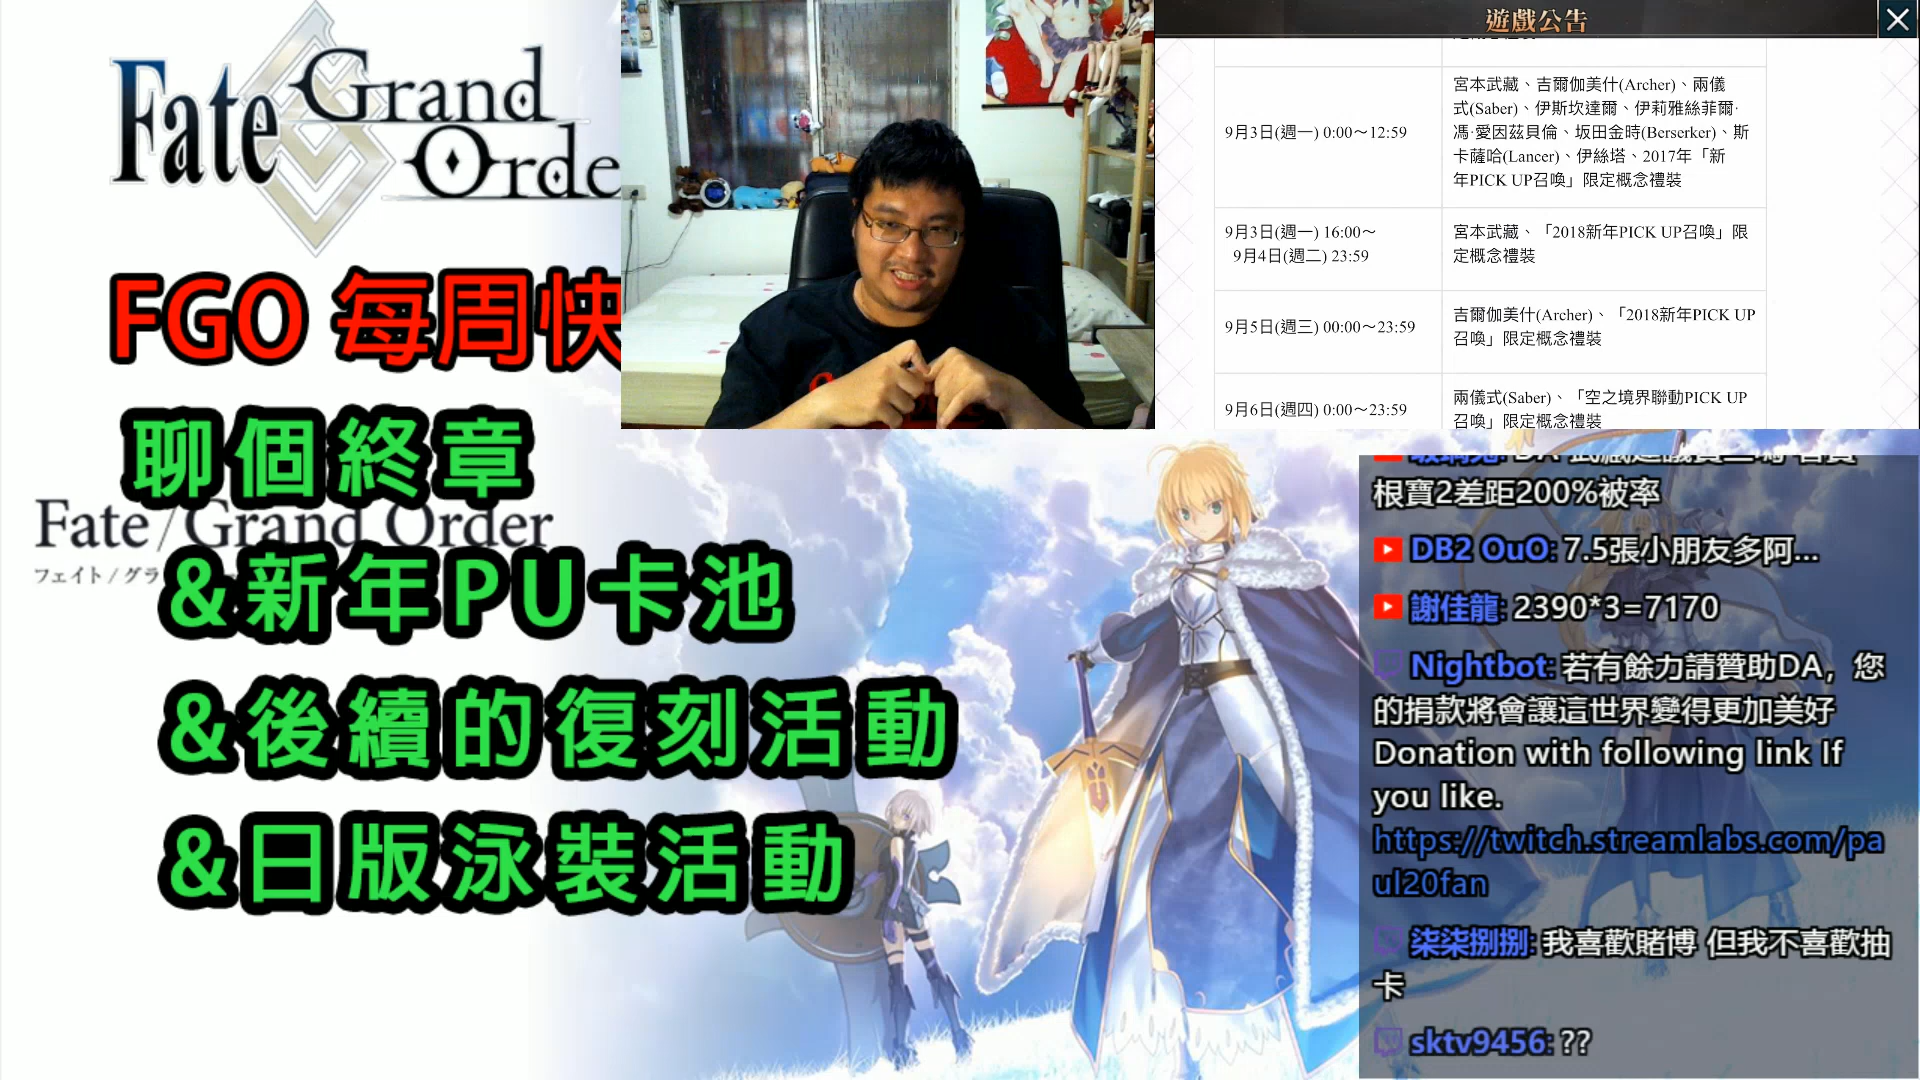 Fate Grand Order
FGO 每周快
聊個終章
Fate/Grand Order
フェイト/グラ
&新年PU卡池
&後續的復刻活動
&日版泳裝活動
遊戲公告
9月3日(週一) 0:00～12:59
宮本武藏、吉爾伽美什(Archer)、兩儀
式(Saber)、伊斯坎達爾、伊莉雅絲菲爾·
馮·愛因茲貝倫、坂田金時(Berserker)、斯
卡薩哈(Lancer)、伊絲塔、2017年「新
年PICK UP召喚」限定概念禮裝
9月3日(週一) 16:00～
9月4日(週二) 23:59
宮本武藏、「2018新年PICK UP召喚」限
定概念禮裝
9月5日(週三) 00:00～23:59
吉爾伽美什(Archer)、「2018新年PICK UP
召喚」限定概念禮裝
9月6日(週四) 0:00～23:59
兩儀式(Saber)、「空之境界聯動PICK UP
召喚」限定概念禮裝
根寶2差距200%被率
DB2 OuO: 7.5張小朋友多阿...
謝佳龍: 2390*3=7170
Nightbot: 若有餘力請贊助DA，您
的捐款將會讓這世界變得更加美好
Donation with following link If
you like.
https://twitch.streamlabs.com/pa
ul20fan
柒柒捌捌: 我喜歡賭博 但我不喜歡抽
卡
sktv9456: ??